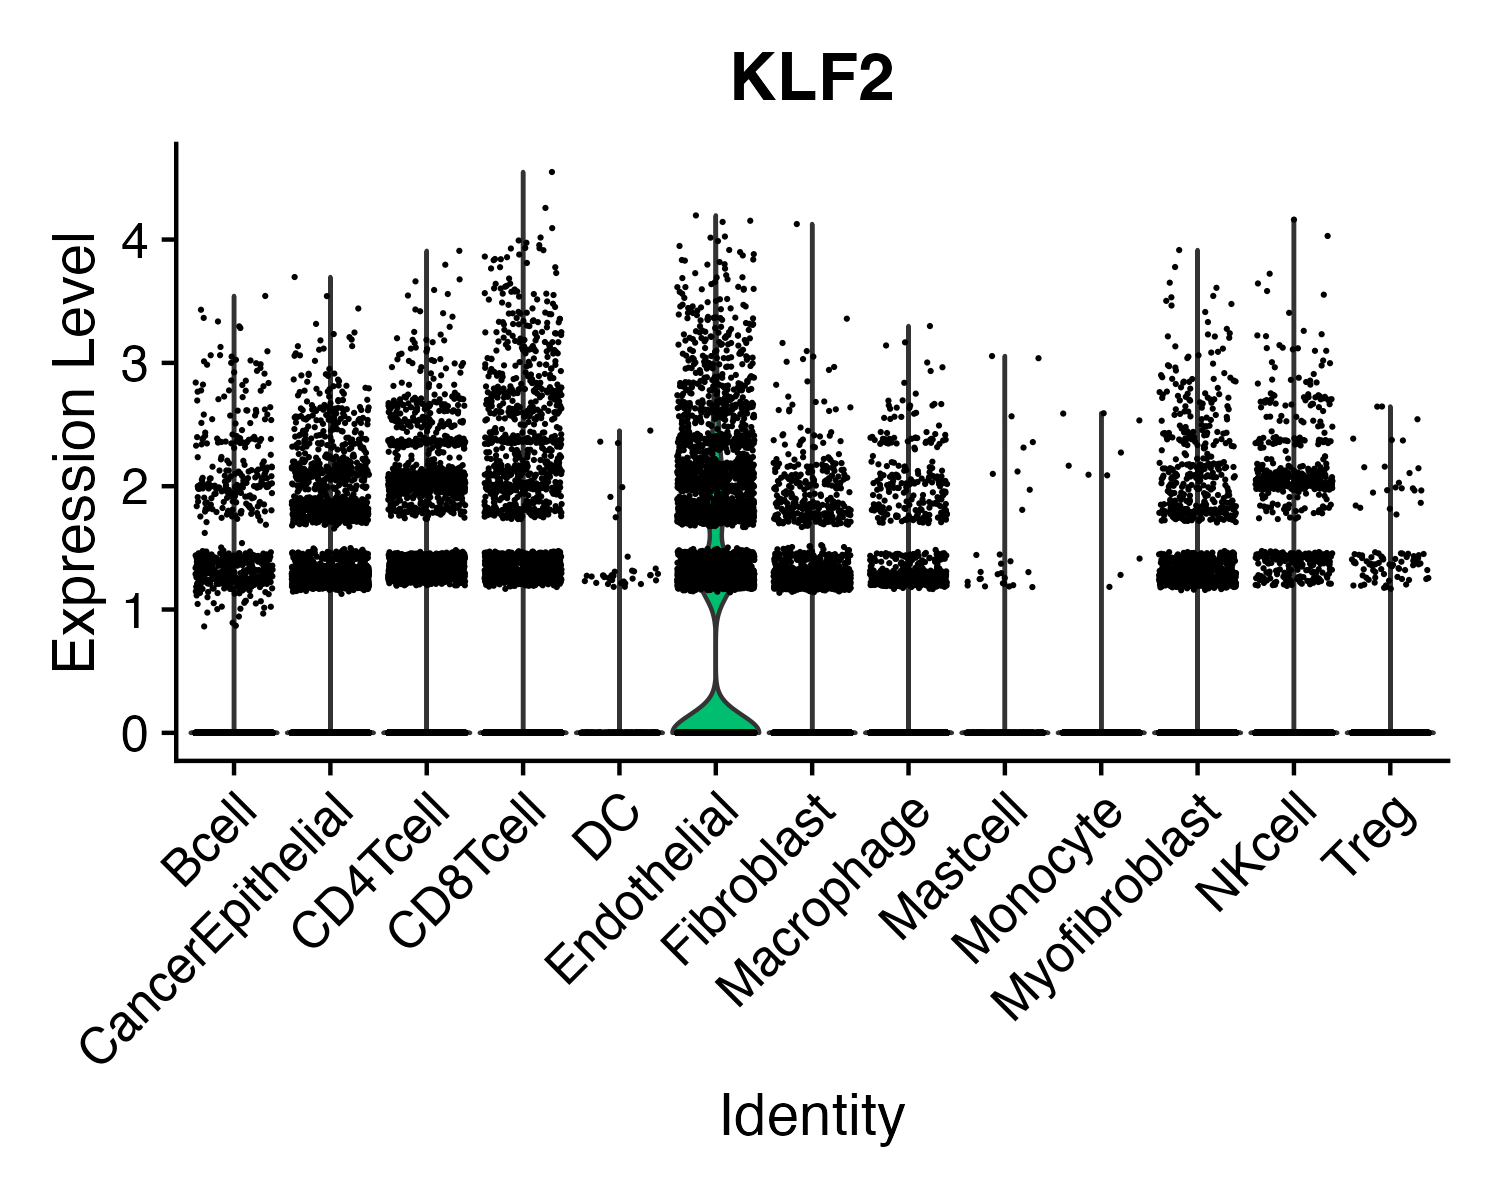 KLF2
Expression Level
4
3
2
1
0
Bcell
CancerEpithelial
CD4Tcell
CD8Tcell
DC
Endothelial
Fibroblast
Macrophage
Mastcell
Monocyte
Myofibroblast
NKcell
Treg
Identity